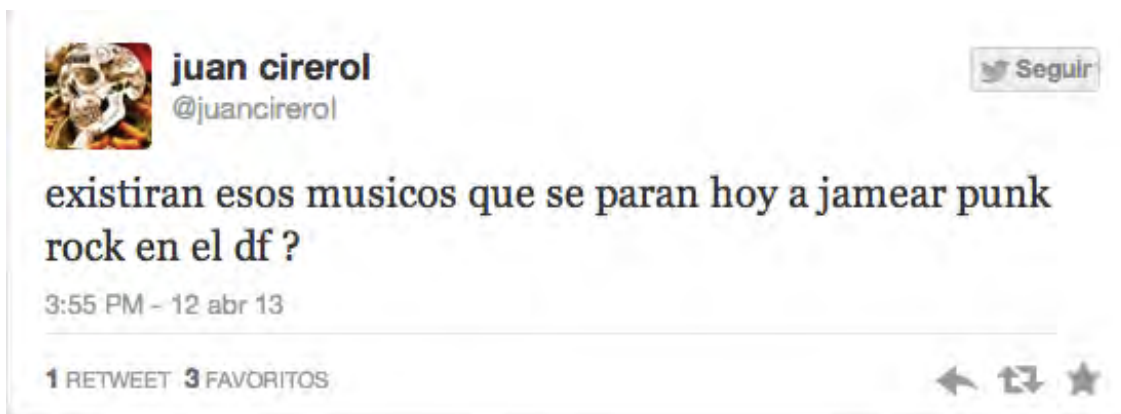 juan cirerol
Seguir
@juancirerol
existiran esos musicos que se paran hoy a jamear punk
rock en el df ?
3:55 PM - 12 abr 13
1 RETWEET 3 FAVORITOS